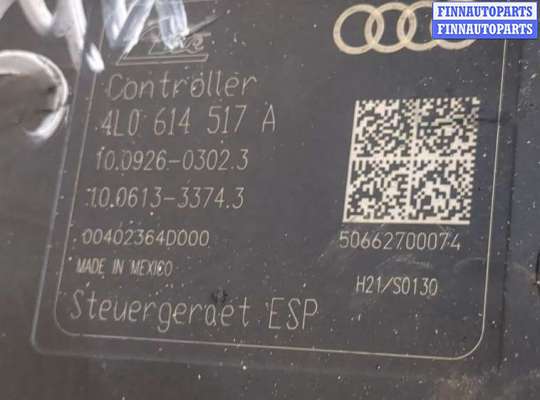 FINNAUTOPARTS
FINNAUTOPARTS
Controller
4L0 614 517 A
10.0926-0302.3
10.0613-3374.3
00402364D000
50662700074
MADE IN MEXICO
H21/S0130
Steuergeraet ESP